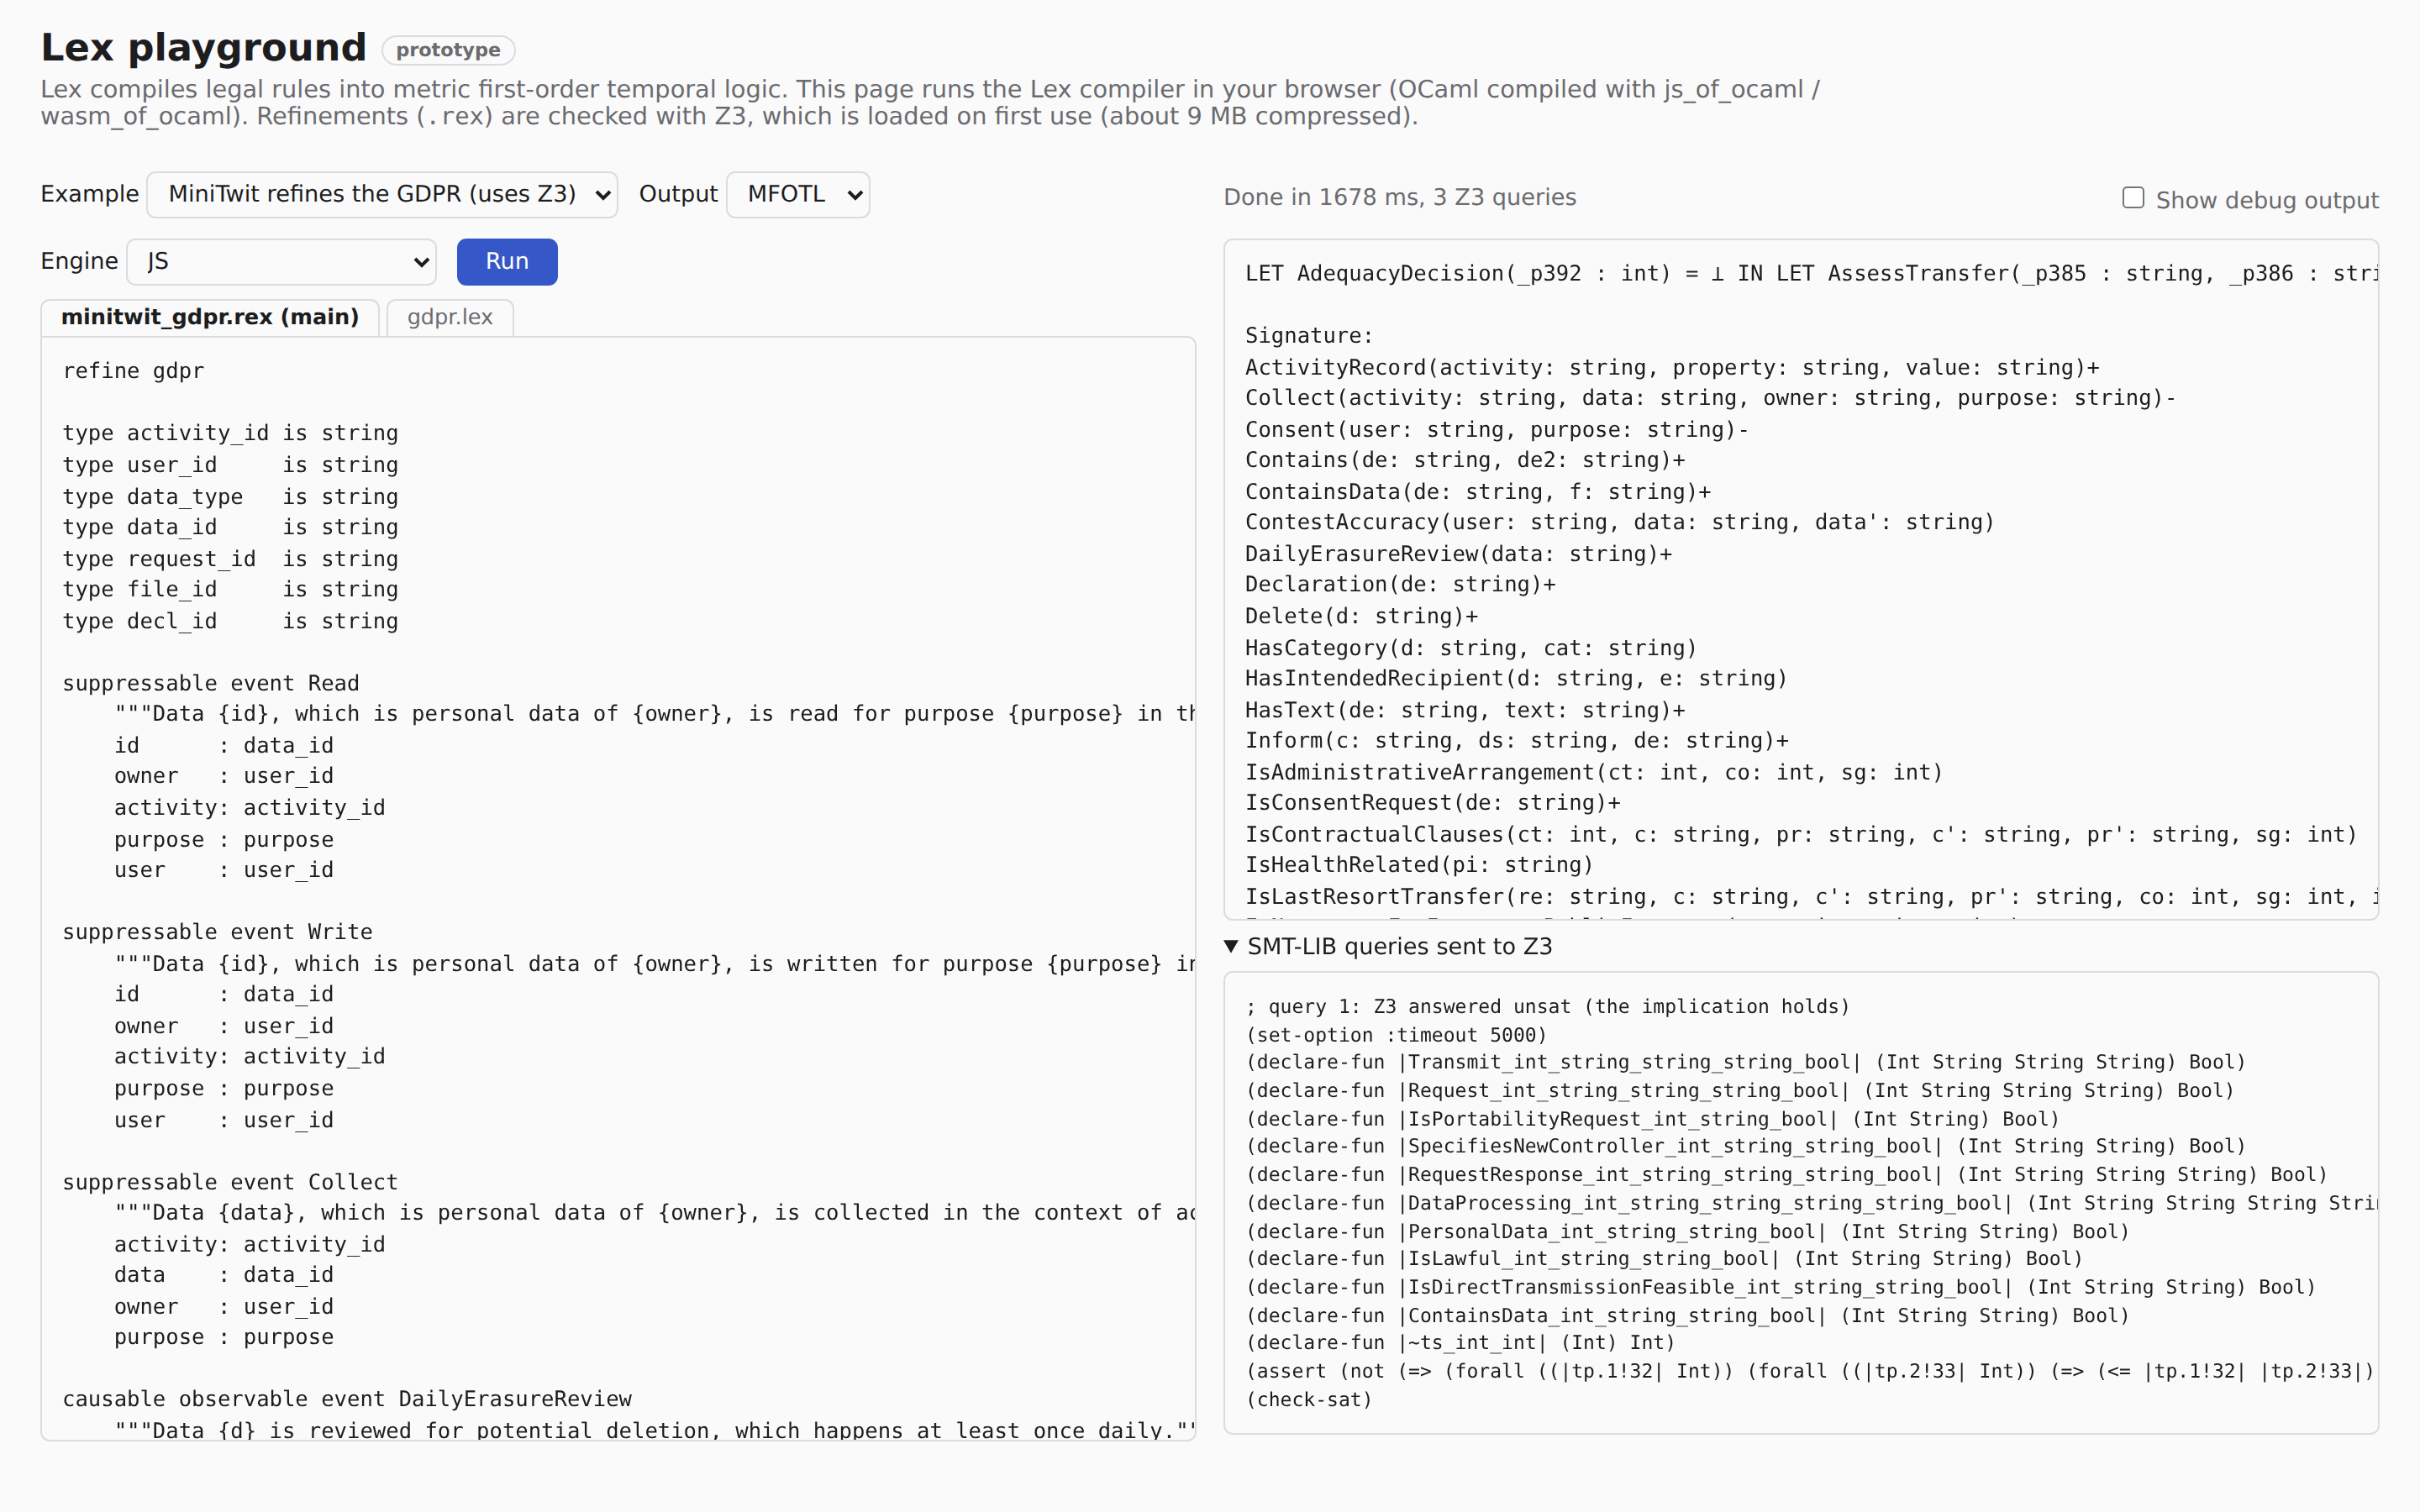 Lex playground prototype
Lex compiles legal rules into metric first-order temporal logic. This page runs the Lex compiler in your browser (OCaml compiled with js_of_ocaml /
wasm_of_ocaml). Refinements (.rex) are checked with Z3, which is loaded on first use (about 9 MB compressed).
Example MiniTwit refines the GDPR (uses Z3) Output MFOTL
Engine JS Run
minitwit_gdpr.rex (main) gdpr.lex
refine gdpr
type activity_id is string
type user_id     is string
type data_type   is string
type data_id     is string
type request_id  is string
type file_id     is string
type decl_id     is string
suppressable event Read
    """Data {id}, which is personal data of {owner}, is read for purpose {purpose} in
    id      : data_id
    owner   : user_id
    activity: activity_id
    purpose : purpose
    user    : user_id
suppressable event Write
    """Data {id}, which is personal data of {owner}, is written for purpose {purpose}
    id      : data_id
    owner   : user_id
    activity: activity_id
    purpose : purpose
    user    : user_id
suppressable event Collect
    """Data {data}, which is personal data of {owner}, is collected in the context of
    activity: activity_id
    data    : data_id
    owner   : user_id
    purpose : purpose
causable observable event DailyErasureReview
    """Data {d} is reviewed for potential deletion, which happens at least once daily.""
Done in 1678 ms, 3 Z3 queries
Show debug output
LET AdequacyDecision(_p392 : int) = ⊥ IN LET AssessTransfer(_p385 : string, _p386 :
Signature:
ActivityRecord(activity: string, property: string, value: string)+
Collect(activity: string, data: string, owner: string, purpose: string)-
Consent(user: string, purpose: string)-
Contains(de: string, de2: string)+
ContainsData(de: string, f: string)+
ContestAccuracy(user: string, data: string, data': string)
DailyErasureReview(data: string)+
Declaration(de: string)+
Delete(d: string)+
HasCategory(d: string, cat: string)
HasIntendedRecipient(d: string, e: string)
HasText(de: string, text: string)+
Inform(c: string, ds: string, de: string)+
IsAdministrativeArrangement(ct: int, co: int, sg: int)
IsConsentRequest(de: string)+
IsContractualClauses(ct: int, c: string, pr: string, c': string, pr': string, sg: int)
IsHealthRelated(pi: string)
IsLastResortTransfer(re: string, c: string, c': string, pr': string, co: int, sg: int,
▼ SMT-LIB queries sent to Z3
; query 1: Z3 answered unsat (the implication holds)
(set-option :timeout 5000)
(declare-fun |Transmit_int_string_string_string_bool| (Int String String String) Bool)
(declare-fun |Request_int_string_string_string_bool| (Int String String String) Bool)
(declare-fun |IsPortabilityRequest_int_string_bool| (Int String) Bool)
(declare-fun |SpecifiesNewController_int_string_string_bool| (Int String String) Bool)
(declare-fun |RequestResponse_int_string_string_string_bool| (Int String String String) Bool)
(declare-fun |DataProcessing_int_string_string_string_string_bool| (Int String String String
(declare-fun |PersonalData_int_string_string_bool| (Int String String) Bool)
(declare-fun |IsLawful_int_string_string_bool| (Int String String) Bool)
(declare-fun |IsDirectTransmissionFeasible_int_string_string_bool| (Int String String) Bool)
(declare-fun |ContainsData_int_string_string_bool| (Int String String) Bool)
(declare-fun |~ts_int_int| (Int) Int)
(assert (not (=> (forall ((|tp.1!32| Int)) (forall ((|tp.2!33| Int)) (=> (<= |tp.1!32| |tp.2!33|)
(check-sat)